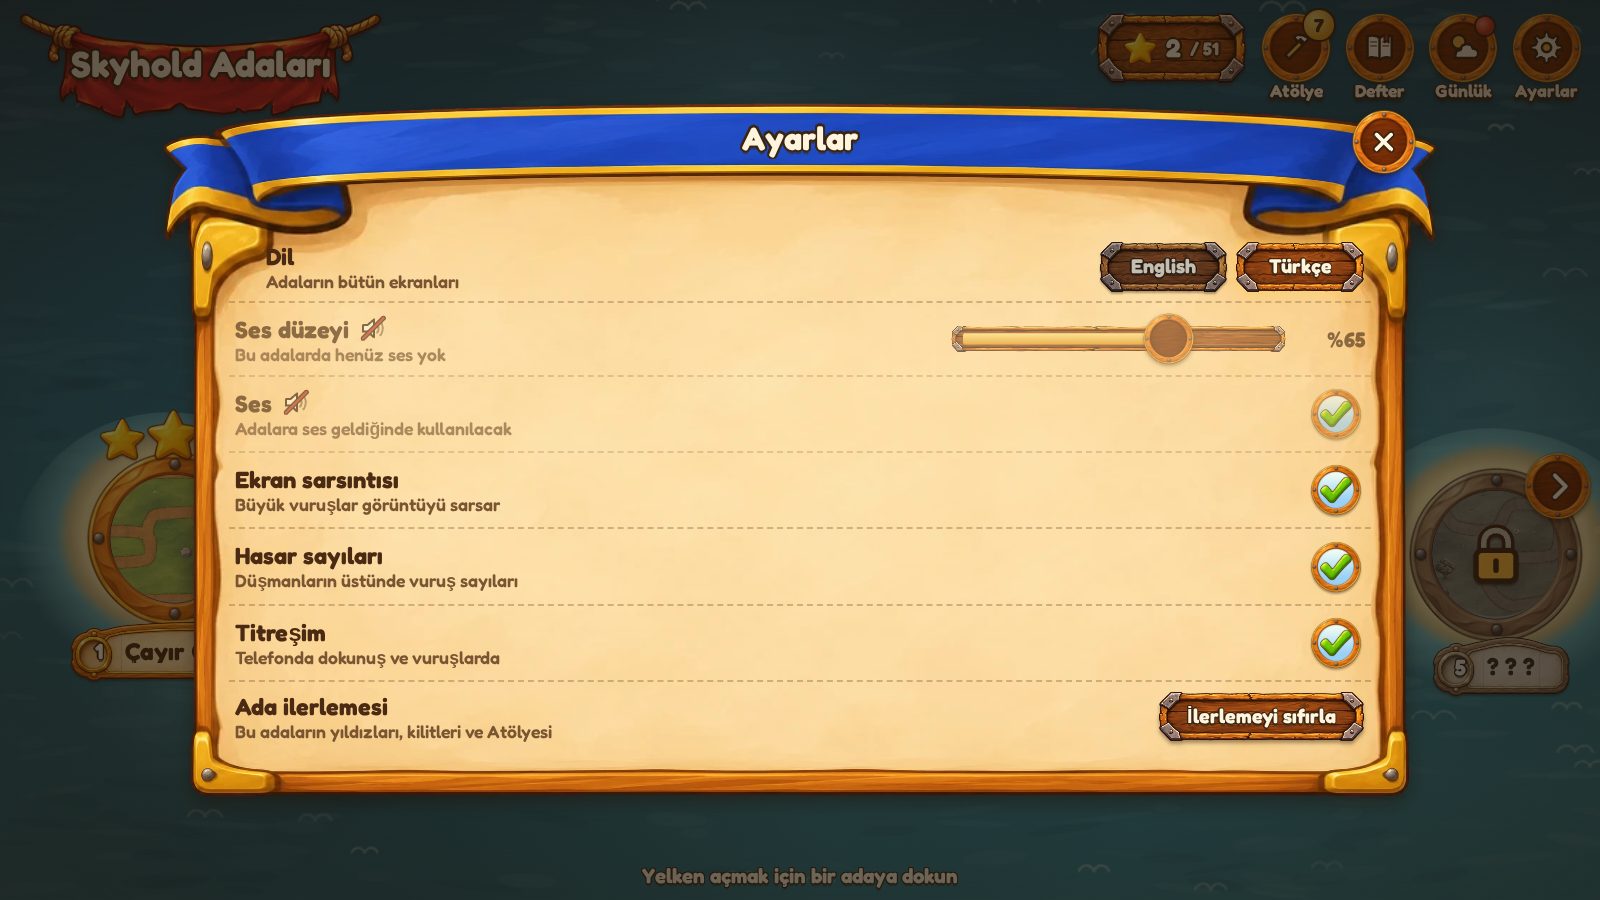 Skyhold Adaları
2 / 51
7
Atölye
Defter
Günlük
Ayarlar
Ayarlar
Dil
Adaların bütün ekranları
English
Türkçe
Ses düzeyi
Bu adalarda henüz ses yok
%65
Ses
Adalara ses geldiğinde kullanılacak
Ekran sarsıntısı
Büyük vuruşlar görüntüyü sarsar
Hasar sayıları
Düşmanların üstünde vuruş sayıları
Titreşim
Telefonda dokunuş ve vuruşlarda
Ada ilerlemesi
Bu adaların yıldızları, kilitleri ve Atölyesi
İlerlemeyi sıfırla
1 Çayır
5 ???
Yelken açmak için bir adaya dokun